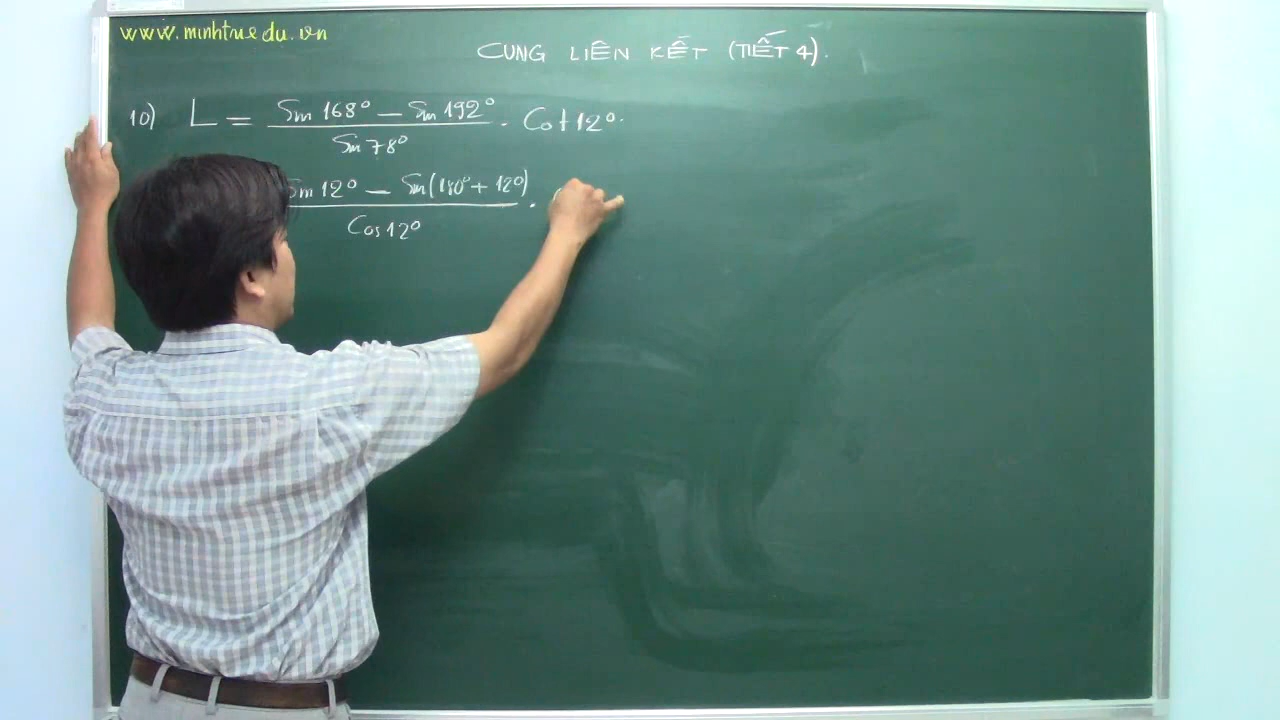 www.minhtrie.edu.vn
CUNG LIÊN KẾT (TIẾT 4).
10) L = (Sin 168° - Sin 192°) / Sin 78° . Cot 12°.
Sin 12° - Sin(180° + 12°) / Cos 12° .